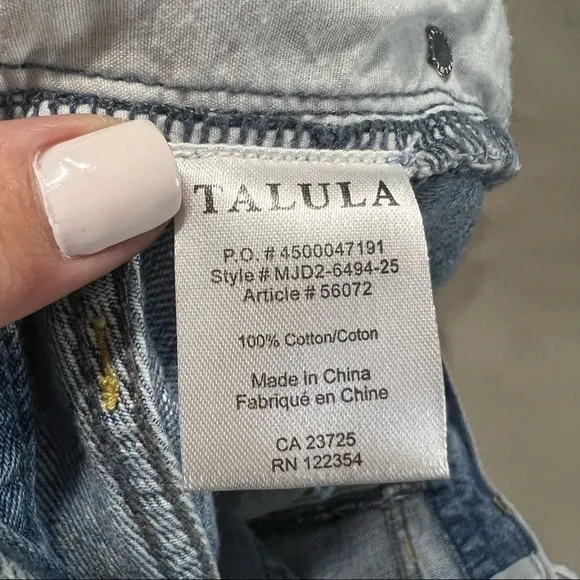 TALULA
P.O. # 4500047191
Style # MJD2-6494-25
Article # 56072
100% Cotton/Coton
Made in China
Fabriqué en Chine
CA 23725
RN 122354